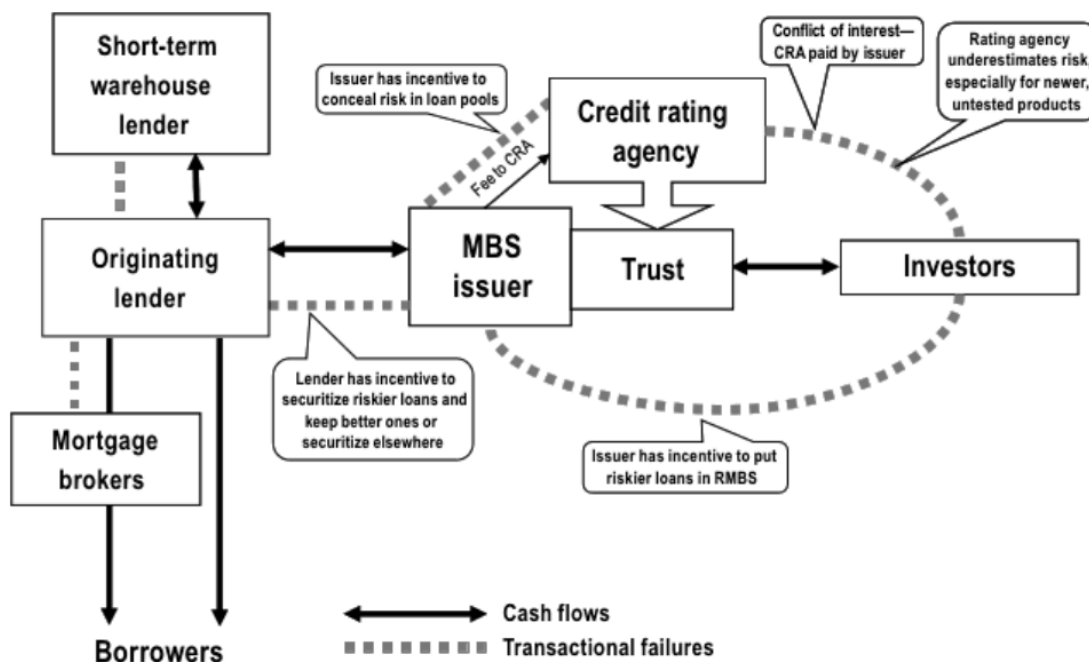 Short-term
warehouse
lender
Issuer has incentive to
conceal risk in loan pools
Conflict of interest—
CRA paid by issuer
Rating agency
underestimates risk,
especially for newer,
untested products
Credit rating
agency
Fee to CRA
Originating
lender
MBS
issuer
Trust
Investors
Lender has incentive to
securitize riskier loans and
keep better ones or
securitize elsewhere
Mortgage
brokers
Issuer has incentive to put
riskier loans in RMBS
Borrowers
Cash flows
Transactional failures